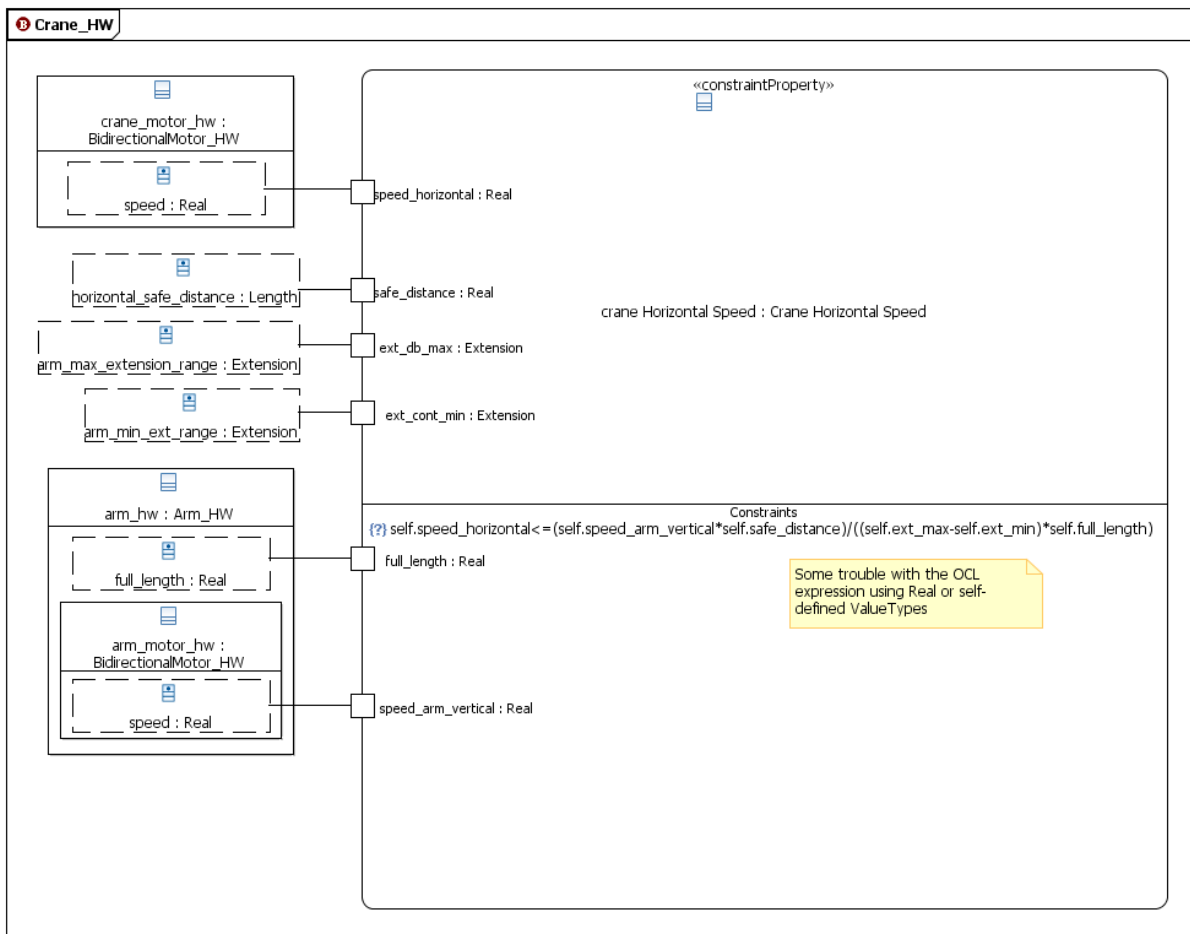 Crane_HW
«constraintProperty»
crane_motor_hw :
BidirectionalMotor_HW
speed : Real
speed_horizontal : Real
horizontal_safe_distance : Length
safe_distance : Real
crane Horizontal Speed : Crane Horizontal Speed
arm_max_extension_range : Extension
ext_db_max : Extension
arm_min_ext_range : Extension
ext_cont_min : Extension
arm_hw : Arm_HW
Constraints
{?} self.speed_horizontal<=(self.speed_arm_vertical*self.safe_distance)/((self.ext_max-self.ext_min)*self.full_length)
full_length : Real
full_length : Real
Some trouble with the OCL
expression using Real or self-
defined ValueTypes
arm_motor_hw :
BidirectionalMotor_HW
speed : Real
speed_arm_vertical : Real